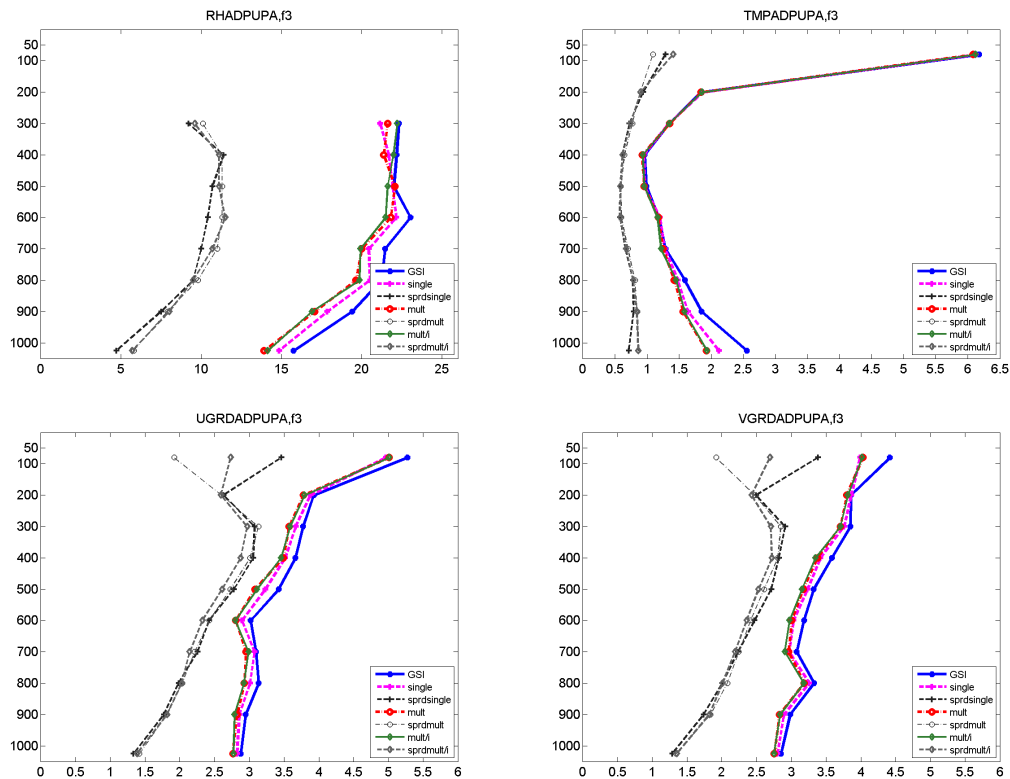 RHADPUPA,f3
50
100
200
300
400
500
600
700
800
900
1000
0
5
10
15
20
25
GSI
single
sprdsingle
mult
sprdmult
mult/i
sprdmult/i
TMPADPUPA,f3
50
100
200
300
400
500
600
700
800
900
1000
0
0.5
1
1.5
2
2.5
3
3.5
4
4.5
5
5.5
6
6.5
GSI
single
sprdsingle
mult
sprdmult
mult/i
sprdmult/i
UGRDADPUPA,f3
50
100
200
300
400
500
600
700
800
900
1000
0
0.5
1
1.5
2
2.5
3
3.5
4
4.5
5
5.5
6
GSI
single
sprdsingle
mult
sprdmult
mult/i
sprdmult/i
VGRDADPUPA,f3
50
100
200
300
400
500
600
700
800
900
1000
0
0.5
1
1.5
2
2.5
3
3.5
4
4.5
5
5.5
6
GSI
single
sprdsingle
mult
sprdmult
mult/i
sprdmult/i